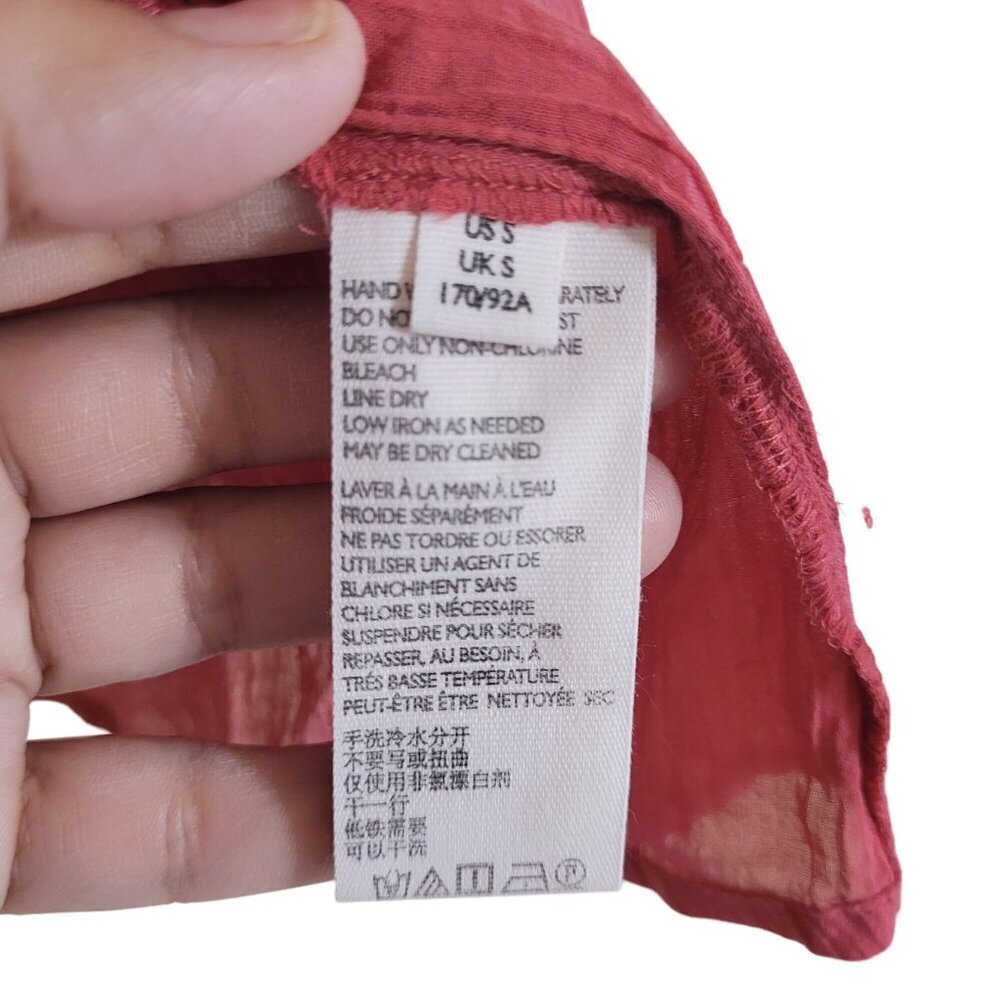 US S
UK S
170/92A
HAND RATELY
DO NO ST
USE ONLY NON-CHLORINE
BLEACH
LINE DRY
LOW IRON AS NEEDED
MAY BE DRY CLEANED
LAVER À LA MAIN À L'EAU
FROIDE SÉPARÉMENT
NE PAS TORDRE OU ESSORER
UTILISER UN AGENT DE
BLANCHIMENT SANS
CHLORE SI NÉCESSAIRE
SUSPENDRE POUR SÉCHER
REPASSER, AU BESOIN, À
TRÉS BASSE TEMPÉRATURE
PEUT-ÊTRE ÊTRE NETTOYÉE SEC
手洗冷水分开
不要写或扭曲
仅使用非氯漂白剂
干一行
低铁需要
可以干洗